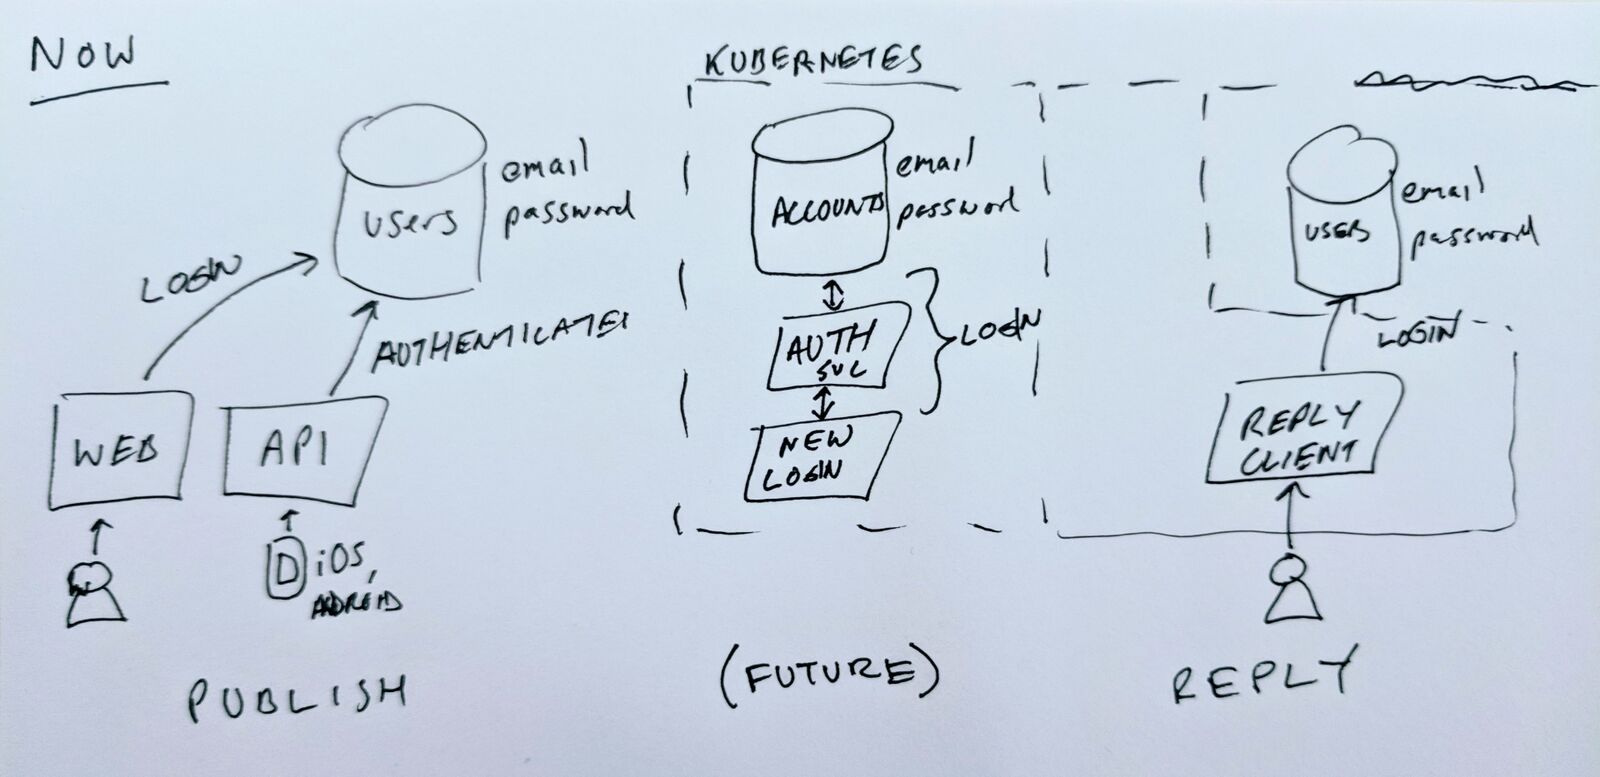 NOW
users
email
password
LOGIN
AUTHENTICATE
WEB
API
iOS,
ANDROID
PUBLISH
KUBERNETES
ACCOUNTS
email
password
AUTH
SVC
LOGIN
NEW
LOGIN
(FUTURE)
USERS
email
password
LOGIN
REPLY
CLIENT
REPLY